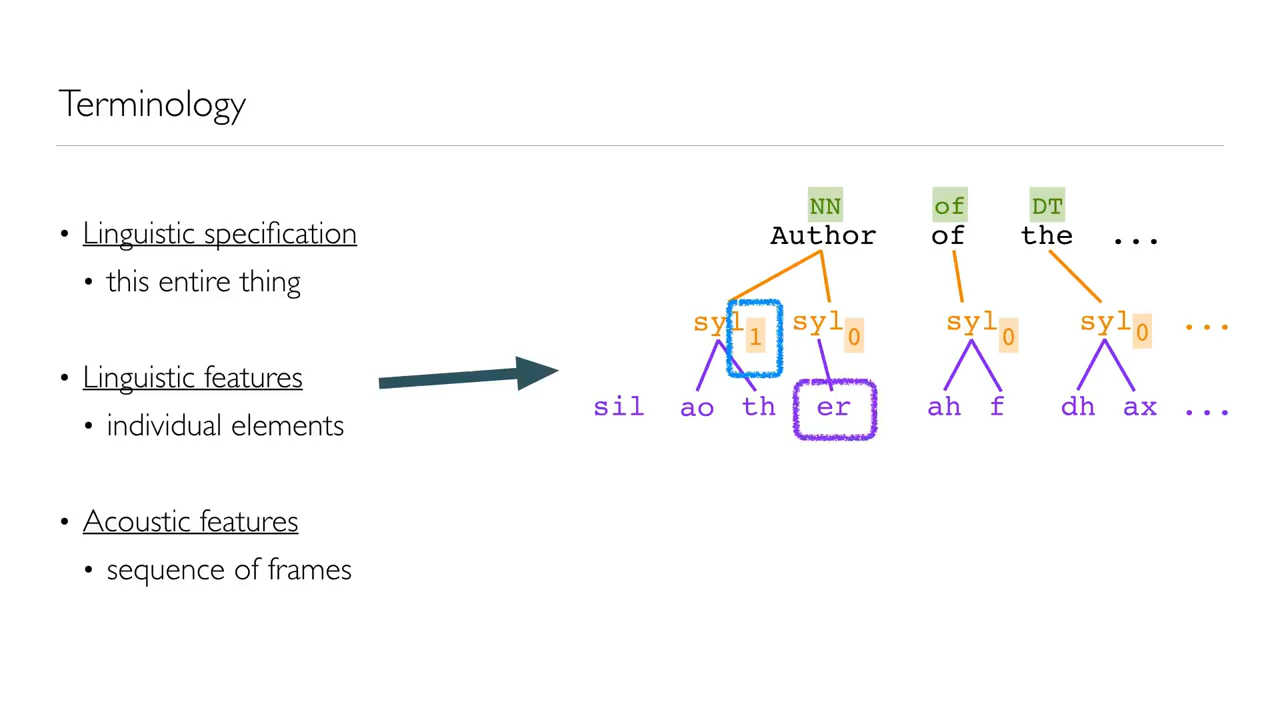 Terminology
• Linguistic specification
• this entire thing
• Linguistic features
• individual elements
• Acoustic features
• sequence of frames
NN of DT
Author of the ...
syl1 syl0 syl0 syl0 ...
sil ao th er ah f dh ax ...